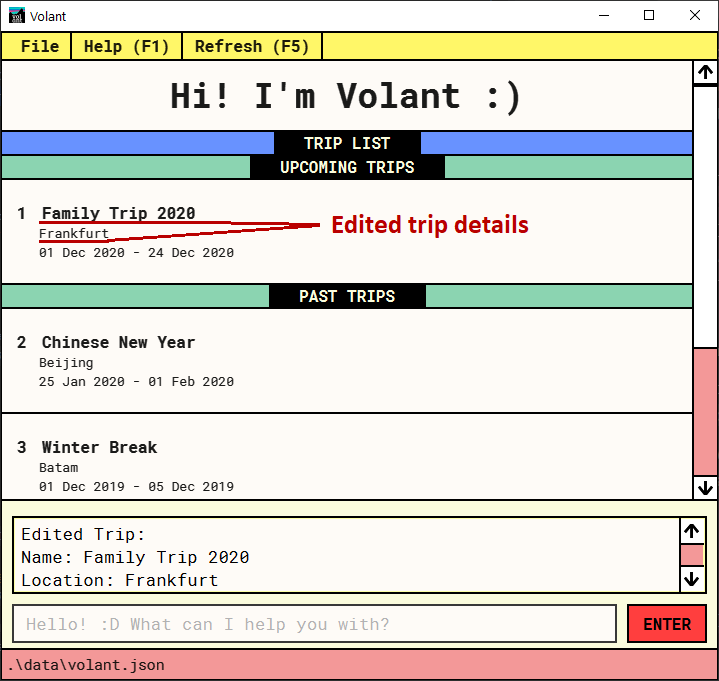 Volant
File Help (F1) Refresh (F5)
Hi! I'm Volant :)
TRIP LIST
UPCOMING TRIPS
1 Family Trip 2020
Frankfurt
01 Dec 2020 - 24 Dec 2020
Edited trip details
PAST TRIPS
2 Chinese New Year
Beijing
25 Jan 2020 - 01 Feb 2020
3 Winter Break
Batam
01 Dec 2019 - 05 Dec 2019
Edited Trip:
Name: Family Trip 2020
Location: Frankfurt
Hello! :D What can I help you with?
ENTER
.\data\volant.json